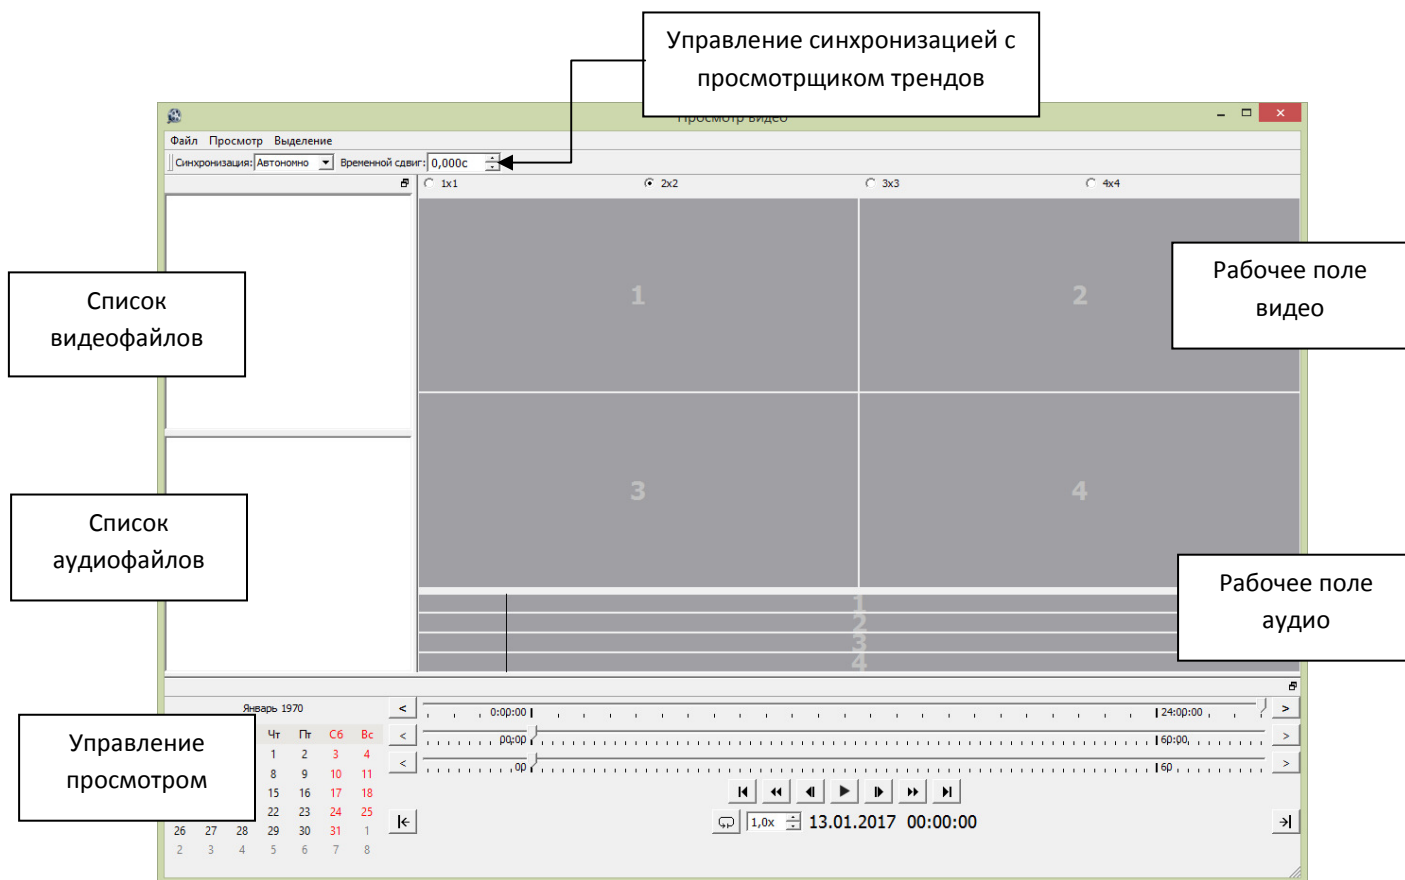 Управление синхронизацией с
просмотрщиком трендов
Файл Просмотр Выделение
Синхронизация: Автономно Временной сдвиг: 0,000с
1x1 2x2 3x3 4x4
1 2
Рабочее поле
видео
Список
видеофайлов
3 4
Список
аудиофайлов
Рабочее поле
аудио
1
2
3
4
Январь 1970 < 0:00:00 24:00:00 >
Чт Пт Сб Вс < 00:00 60:00 >
1 2 3 4 < 00 60 >
Управление
просмотром
8 9 10 11
15 16 17 18
22 23 24 25
26 27 28 29 30 31 1
2 3 4 5 6 7 8
1,0x 13.01.2017 00:00:00